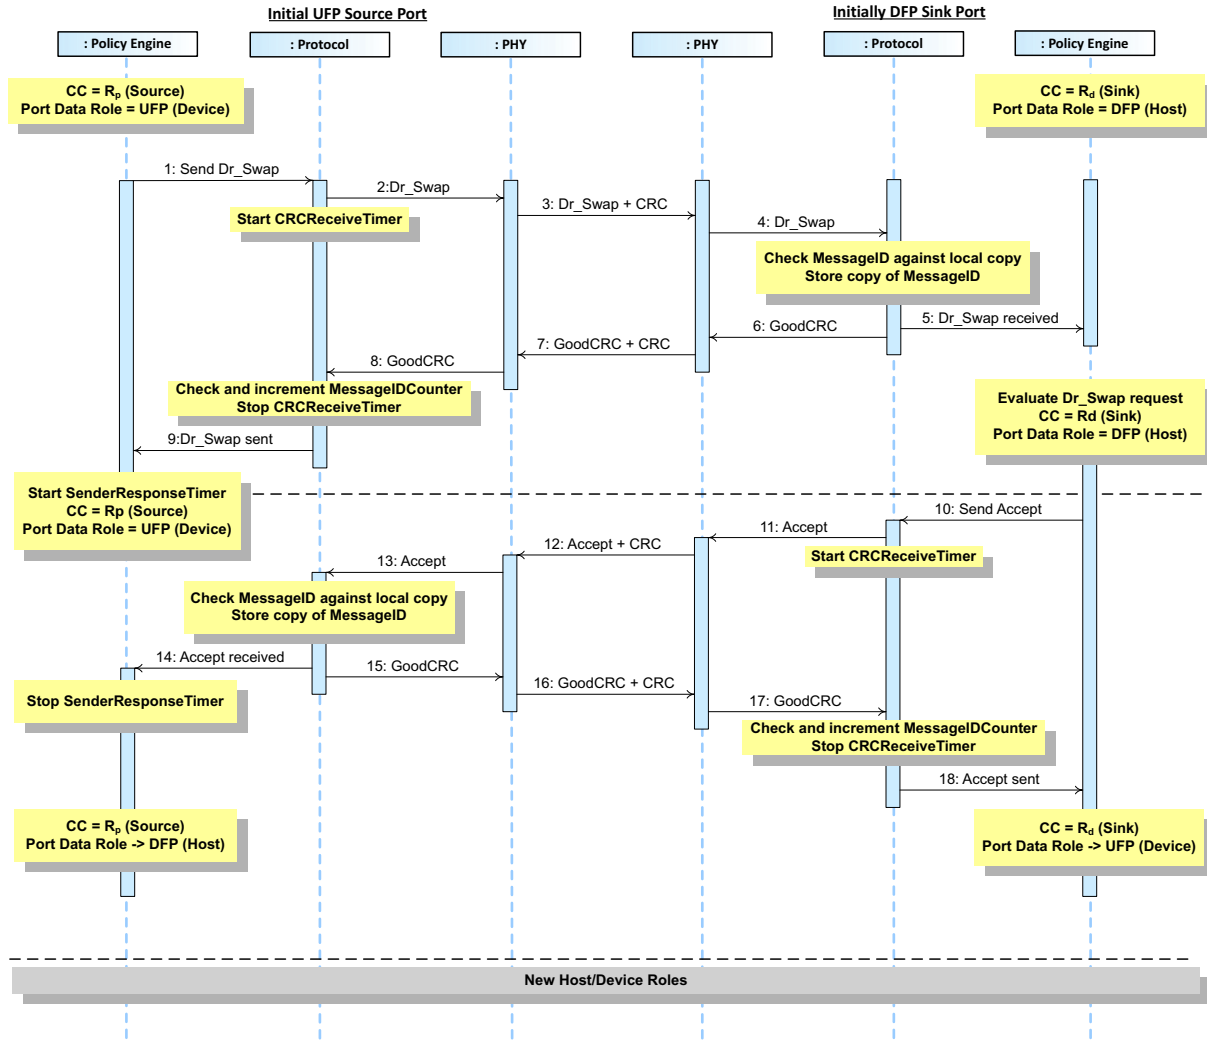 Initial UFP Source Port
Initially DFP Sink Port
: Policy Engine
: Protocol
: PHY
: PHY
: Protocol
: Policy Engine
CC = Rp (Source)
Port Data Role = UFP (Device)
CC = Rd (Sink)
Port Data Role = DFP (Host)
1: Send Dr_Swap
2:Dr_Swap
Start CRCReceiveTimer
3: Dr_Swap + CRC
4: Dr_Swap
Check MessageID against local copy
Store copy of MessageID
5: Dr_Swap received
6: GoodCRC
7: GoodCRC + CRC
8: GoodCRC
Check and increment MessageIDCounter
Stop CRCReceiveTimer
Evaluate Dr_Swap request
CC = Rd (Sink)
Port Data Role = DFP (Host)
9:Dr_Swap sent
Start SenderResponseTimer
CC = Rp (Source)
Port Data Role = UFP (Device)
10: Send Accept
11: Accept
Start CRCReceiveTimer
12: Accept + CRC
13: Accept
Check MessageID against local copy
Store copy of MessageID
14: Accept received
15: GoodCRC
Stop SenderResponseTimer
16: GoodCRC + CRC
17: GoodCRC
Check and increment MessageIDCounter
Stop CRCReceiveTimer
18: Accept sent
CC = Rp (Source)
Port Data Role -> DFP (Host)
CC = Rd (Sink)
Port Data Role -> UFP (Device)
New Host/Device Roles